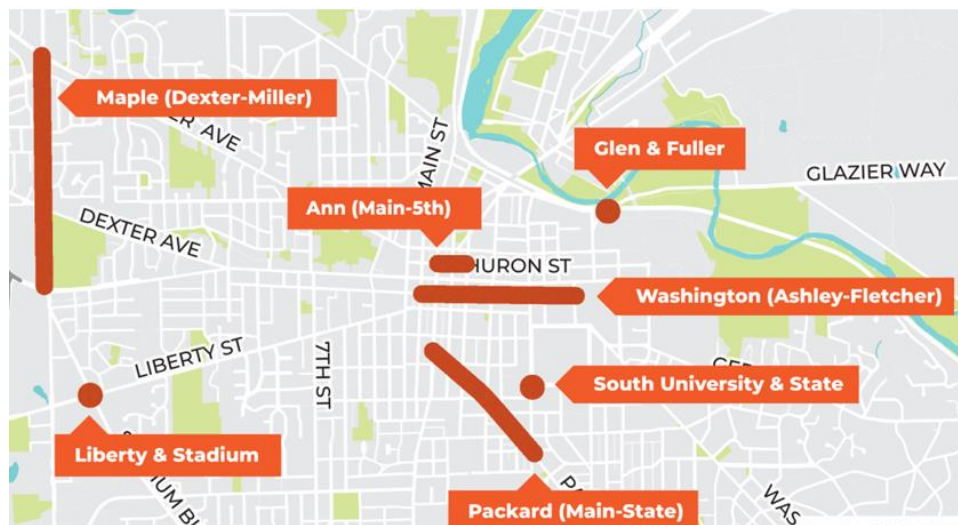 Maple (Dexter-Miller)
AVE
Glen & Fuller
MAIN ST
GLAZIER WAY
Ann (Main-5th)
DEXTER AVE
HURON ST
Washington (Ashley-Fletcher)
LIBERTY ST
7TH ST
South University & State
Liberty & Stadium
Packard (Main-State)